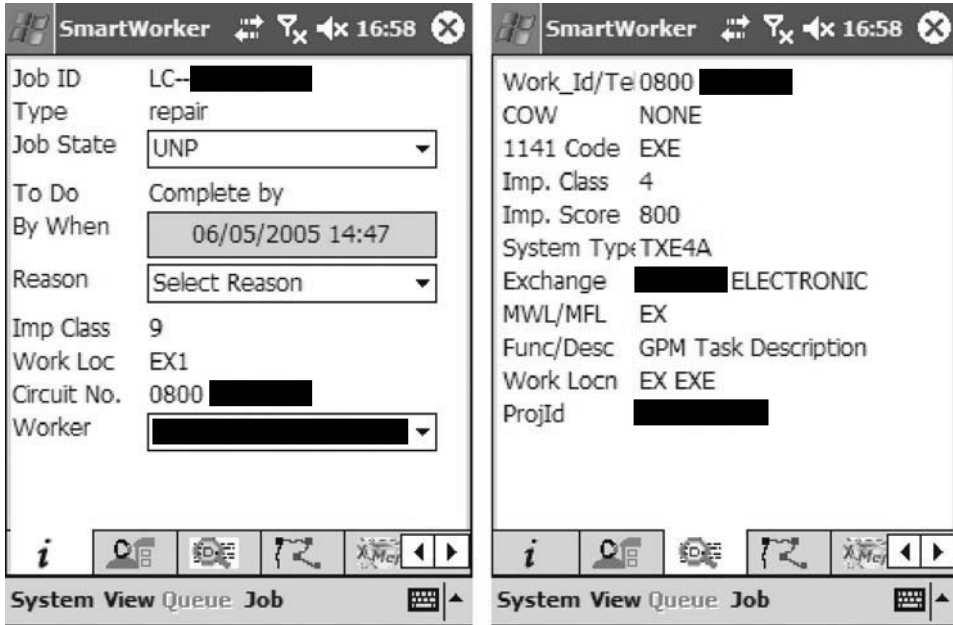 SmartWorker 16:58
Job ID LC--
Type repair
Job State UNP
To Do Complete by
By When 06/05/2005 14:47
Reason Select Reason
Imp Class 9
Work Loc EX1
Circuit No. 0800
Worker
System View Queue Job
SmartWorker 16:58
Work_Id/Tel 0800
COW NONE
1141 Code EXE
Imp. Class 4
Imp. Score 800
System Type TXE4A
Exchange ELECTRONIC
MWL/MFL EX
Func/Desc GPM Task Description
Work Locn EX EXE
ProjId
System View Queue Job